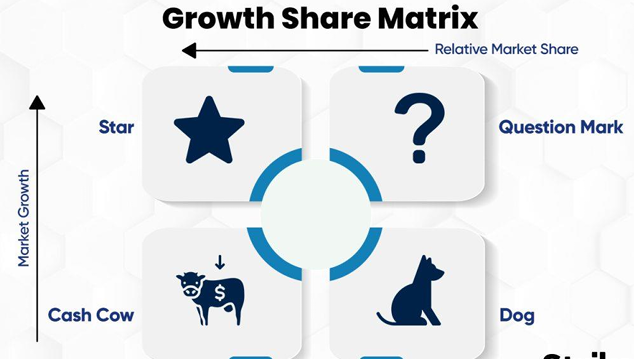 Growth Share Matrix
Relative Market Share
Star
?
Question Mark
Market Growth
$
Cash Cow
Dog